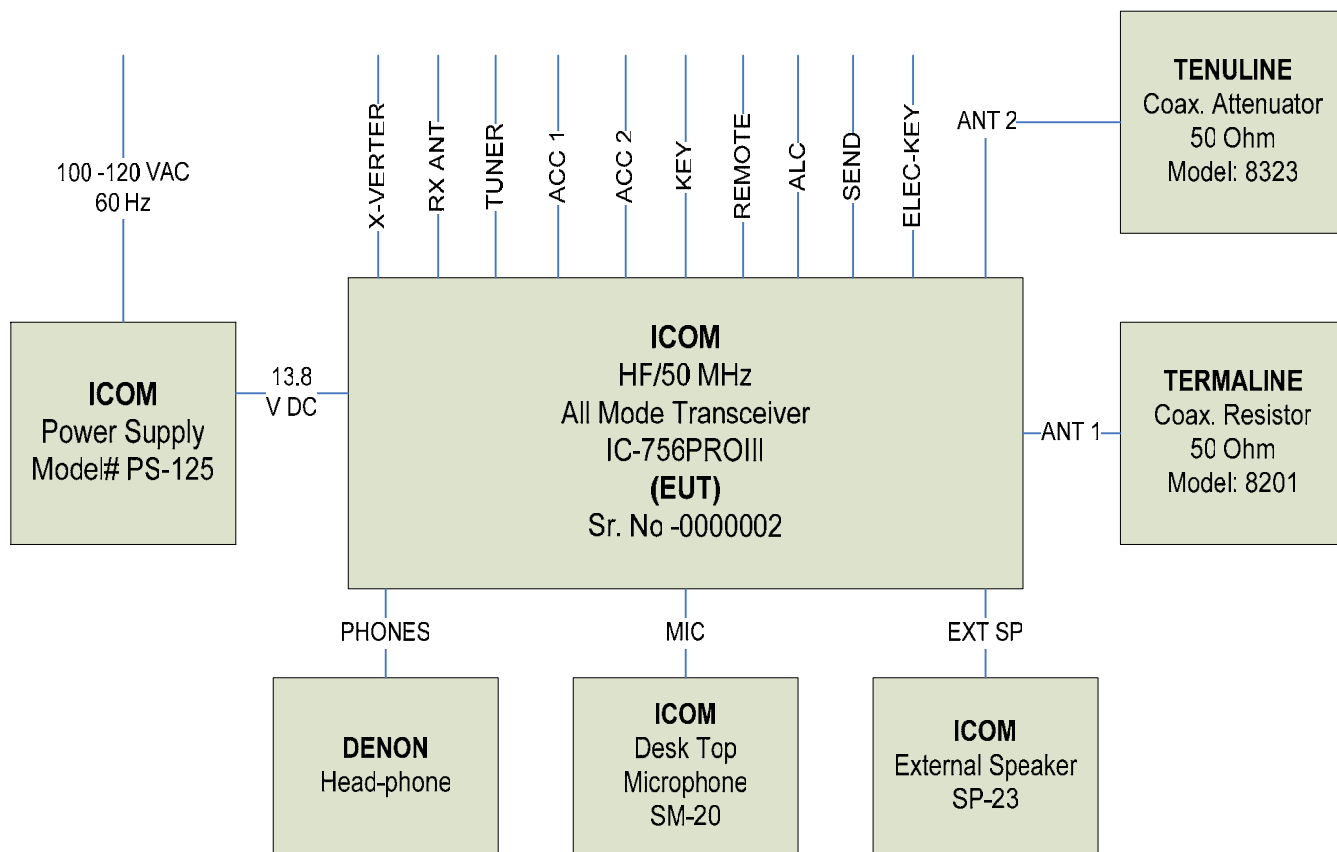 100 -120 VAC
60 Hz
X-VERTER
RX ANT
TUNER
ACC 1
ACC 2
KEY
REMOTE
ALC
SEND
ELEC-KEY
ANT 2
TENULINE
Coax. Attenuator
50 Ohm
Model: 8323
ICOM
Power Supply
Model# PS-125
13.8
V DC
ICOM
HF/50 MHz
All Mode Transceiver
IC-756PROIII
(EUT)
Sr. No -0000002
ANT 1
TERMALINE
Coax. Resistor
50 Ohm
Model: 8201
PHONES
MIC
EXT SP
DENON
Head-phone
ICOM
Desk Top
Microphone
SM-20
ICOM
External Speaker
SP-23